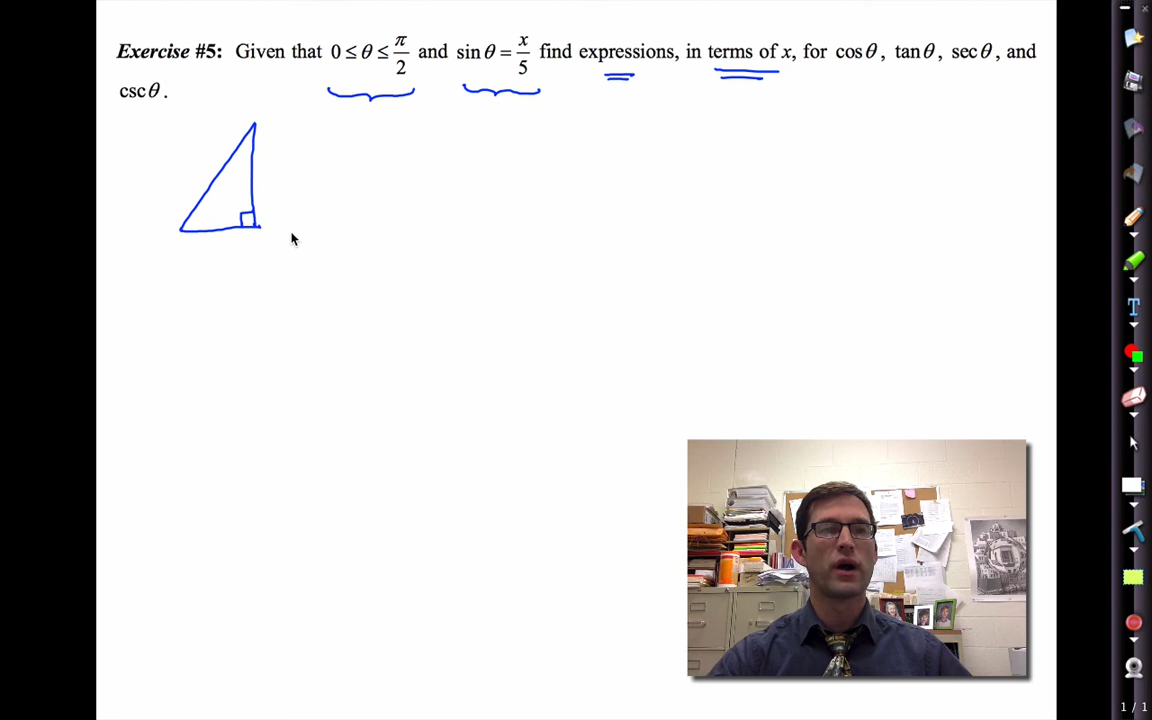 Exercise #5: Given that 0 ≤ θ ≤ π/2 and sin θ = x/5 find expressions, in terms of x, for cos θ, tan θ, sec θ, and
csc θ.
T
1 / 1